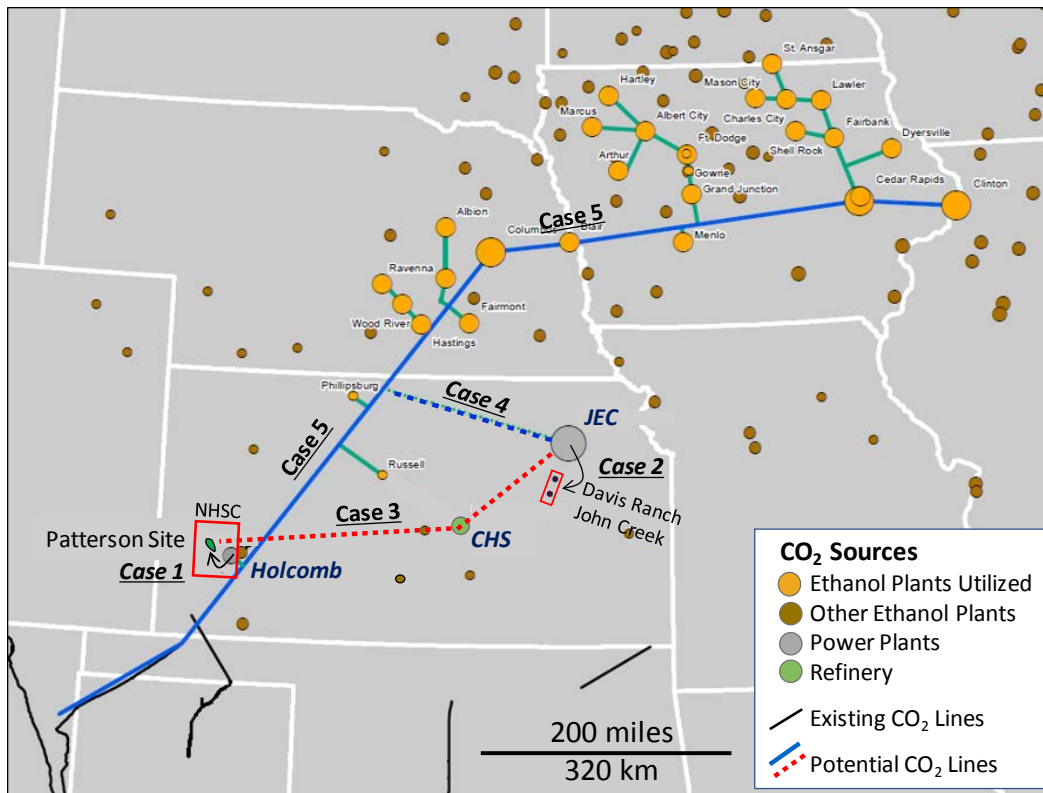 St. Ansgar
Hartley
Mason City
Lawler
Marcus
Albert City
Charles City
Fairbank
Ft. Dodge
Dyersville
Shell Rock
Arthur
Gowrie
Grand Junction
Cedar Rapids
Clinton
Albion
Case 5
Columbus
Blair
Menlo
Ravenna
Fairmont
Wood River
Hastings
Phillipsburg
Case 4
JEC
Case 5
Case 2
Russell
Davis Ranch
John Creek
NHSC
Case 3
CHS
Patterson Site
Case 1
Holcomb
CO2 Sources
Ethanol Plants Utilized
Other Ethanol Plants
Power Plants
Refinery
Existing CO2 Lines
Potential CO2 Lines
200 miles
320 km